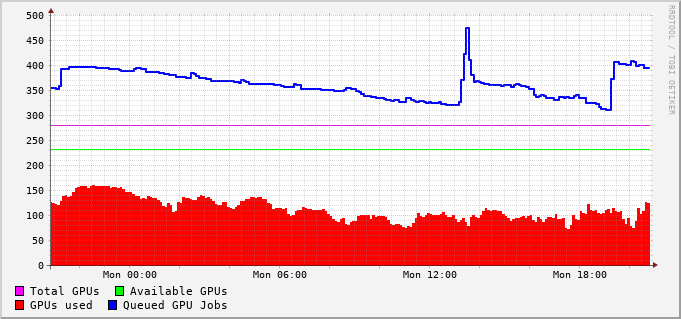 RRDTOOL / TOBI OETIKER
500
450
400
350
300
250
200
150
100
50
0
Mon 00:00 Mon 06:00 Mon 12:00 Mon 18:00
Total GPUs Available GPUs
GPUs used Queued GPU Jobs